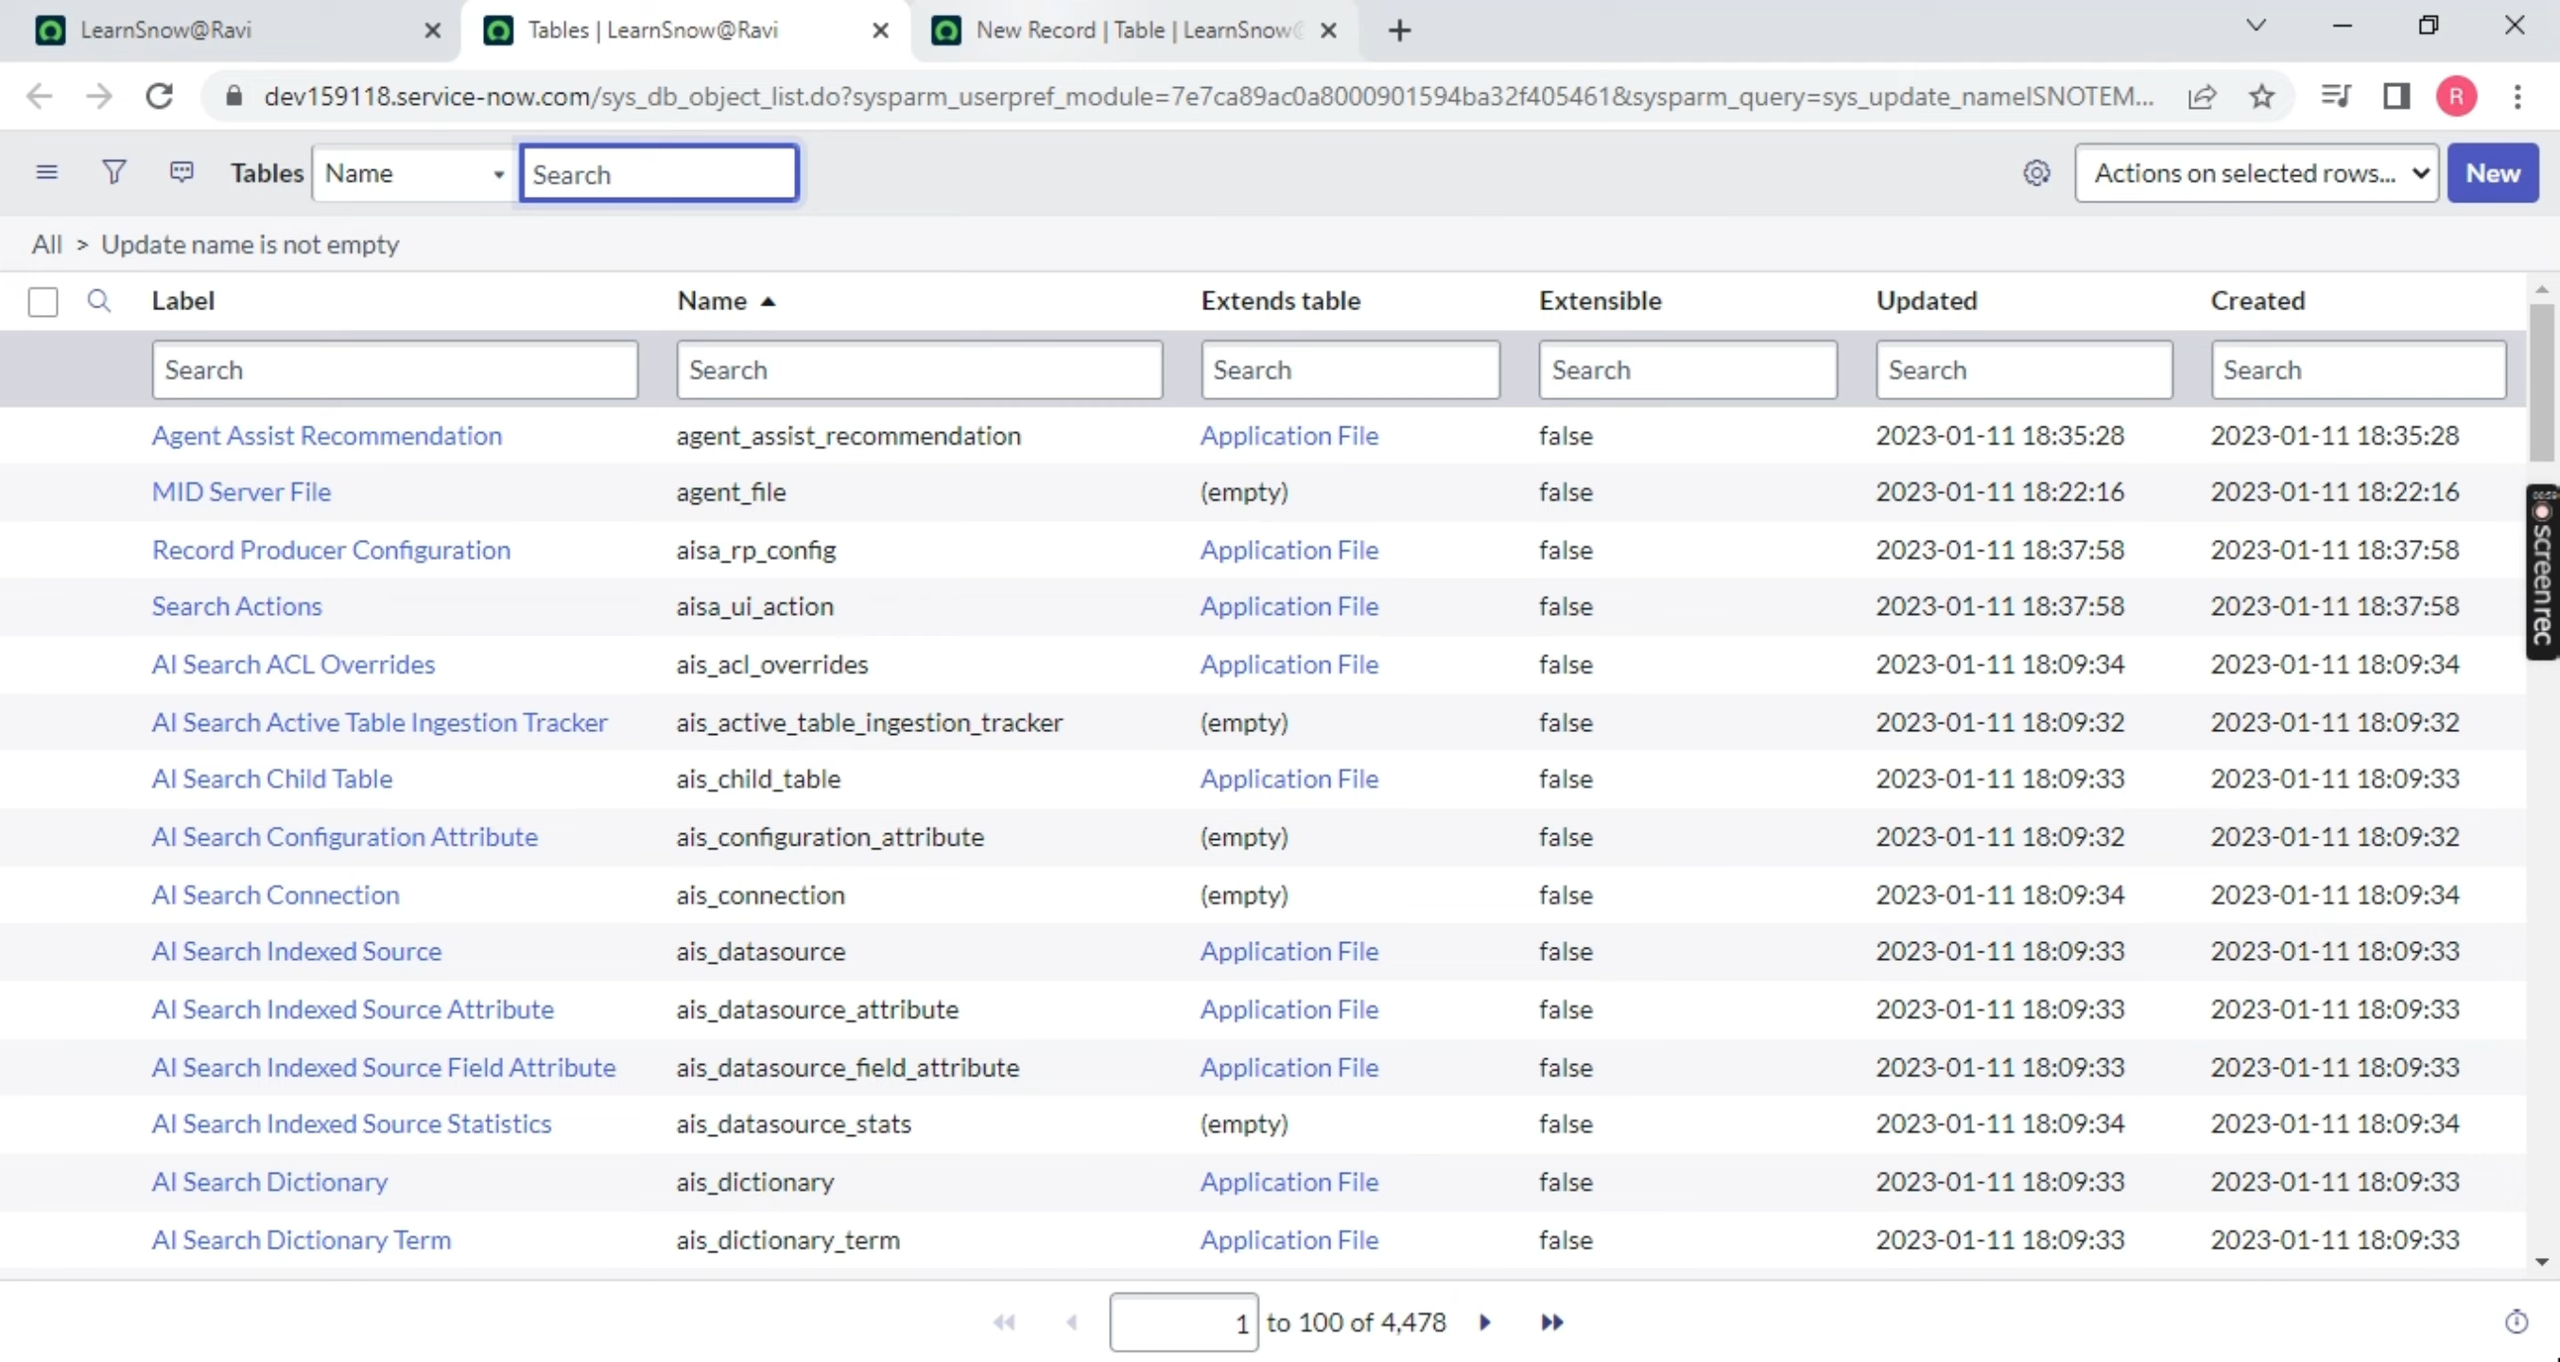 LearnSnow@Ravi
Tables | LearnSnow@Ravi
New Record | Table | LearnSnow
dev159118.service-now.com/sys_db_object_list.do?sysparm_userpref_module=7e7ca89ac0a8000901594ba32f405461&sysparm_query=sys_update_nameISNOTEM...
R
Tables Name Search Actions on selected rows... New
All > Update name is not empty
Label Name Extends table Extensible Updated Created
Search Search Search Search Search Search
Agent Assist Recommendation agent_assist_recommendation Application File false 2023-01-11 18:35:28 2023-01-11 18:35:28
MID Server File agent_file (empty) false 2023-01-11 18:22:16 2023-01-11 18:22:16
Record Producer Configuration aisa_rp_config Application File false 2023-01-11 18:37:58 2023-01-11 18:37:58
Search Actions aisa_ui_action Application File false 2023-01-11 18:37:58 2023-01-11 18:37:58
AI Search ACL Overrides ais_acl_overrides Application File false 2023-01-11 18:09:34 2023-01-11 18:09:34
AI Search Active Table Ingestion Tracker ais_active_table_ingestion_tracker (empty) false 2023-01-11 18:09:32 2023-01-11 18:09:32
AI Search Child Table ais_child_table Application File false 2023-01-11 18:09:33 2023-01-11 18:09:33
AI Search Configuration Attribute ais_configuration_attribute (empty) false 2023-01-11 18:09:32 2023-01-11 18:09:32
AI Search Connection ais_connection (empty) false 2023-01-11 18:09:34 2023-01-11 18:09:34
AI Search Indexed Source ais_datasource Application File false 2023-01-11 18:09:33 2023-01-11 18:09:33
AI Search Indexed Source Attribute ais_datasource_attribute Application File false 2023-01-11 18:09:33 2023-01-11 18:09:33
AI Search Indexed Source Field Attribute ais_datasource_field_attribute Application File false 2023-01-11 18:09:33 2023-01-11 18:09:33
AI Search Indexed Source Statistics ais_datasource_stats (empty) false 2023-01-11 18:09:34 2023-01-11 18:09:34
AI Search Dictionary ais_dictionary Application File false 2023-01-11 18:09:33 2023-01-11 18:09:33
AI Search Dictionary Term ais_dictionary_term Application File false 2023-01-11 18:09:33 2023-01-11 18:09:33
screenrec
1 to 100 of 4,478